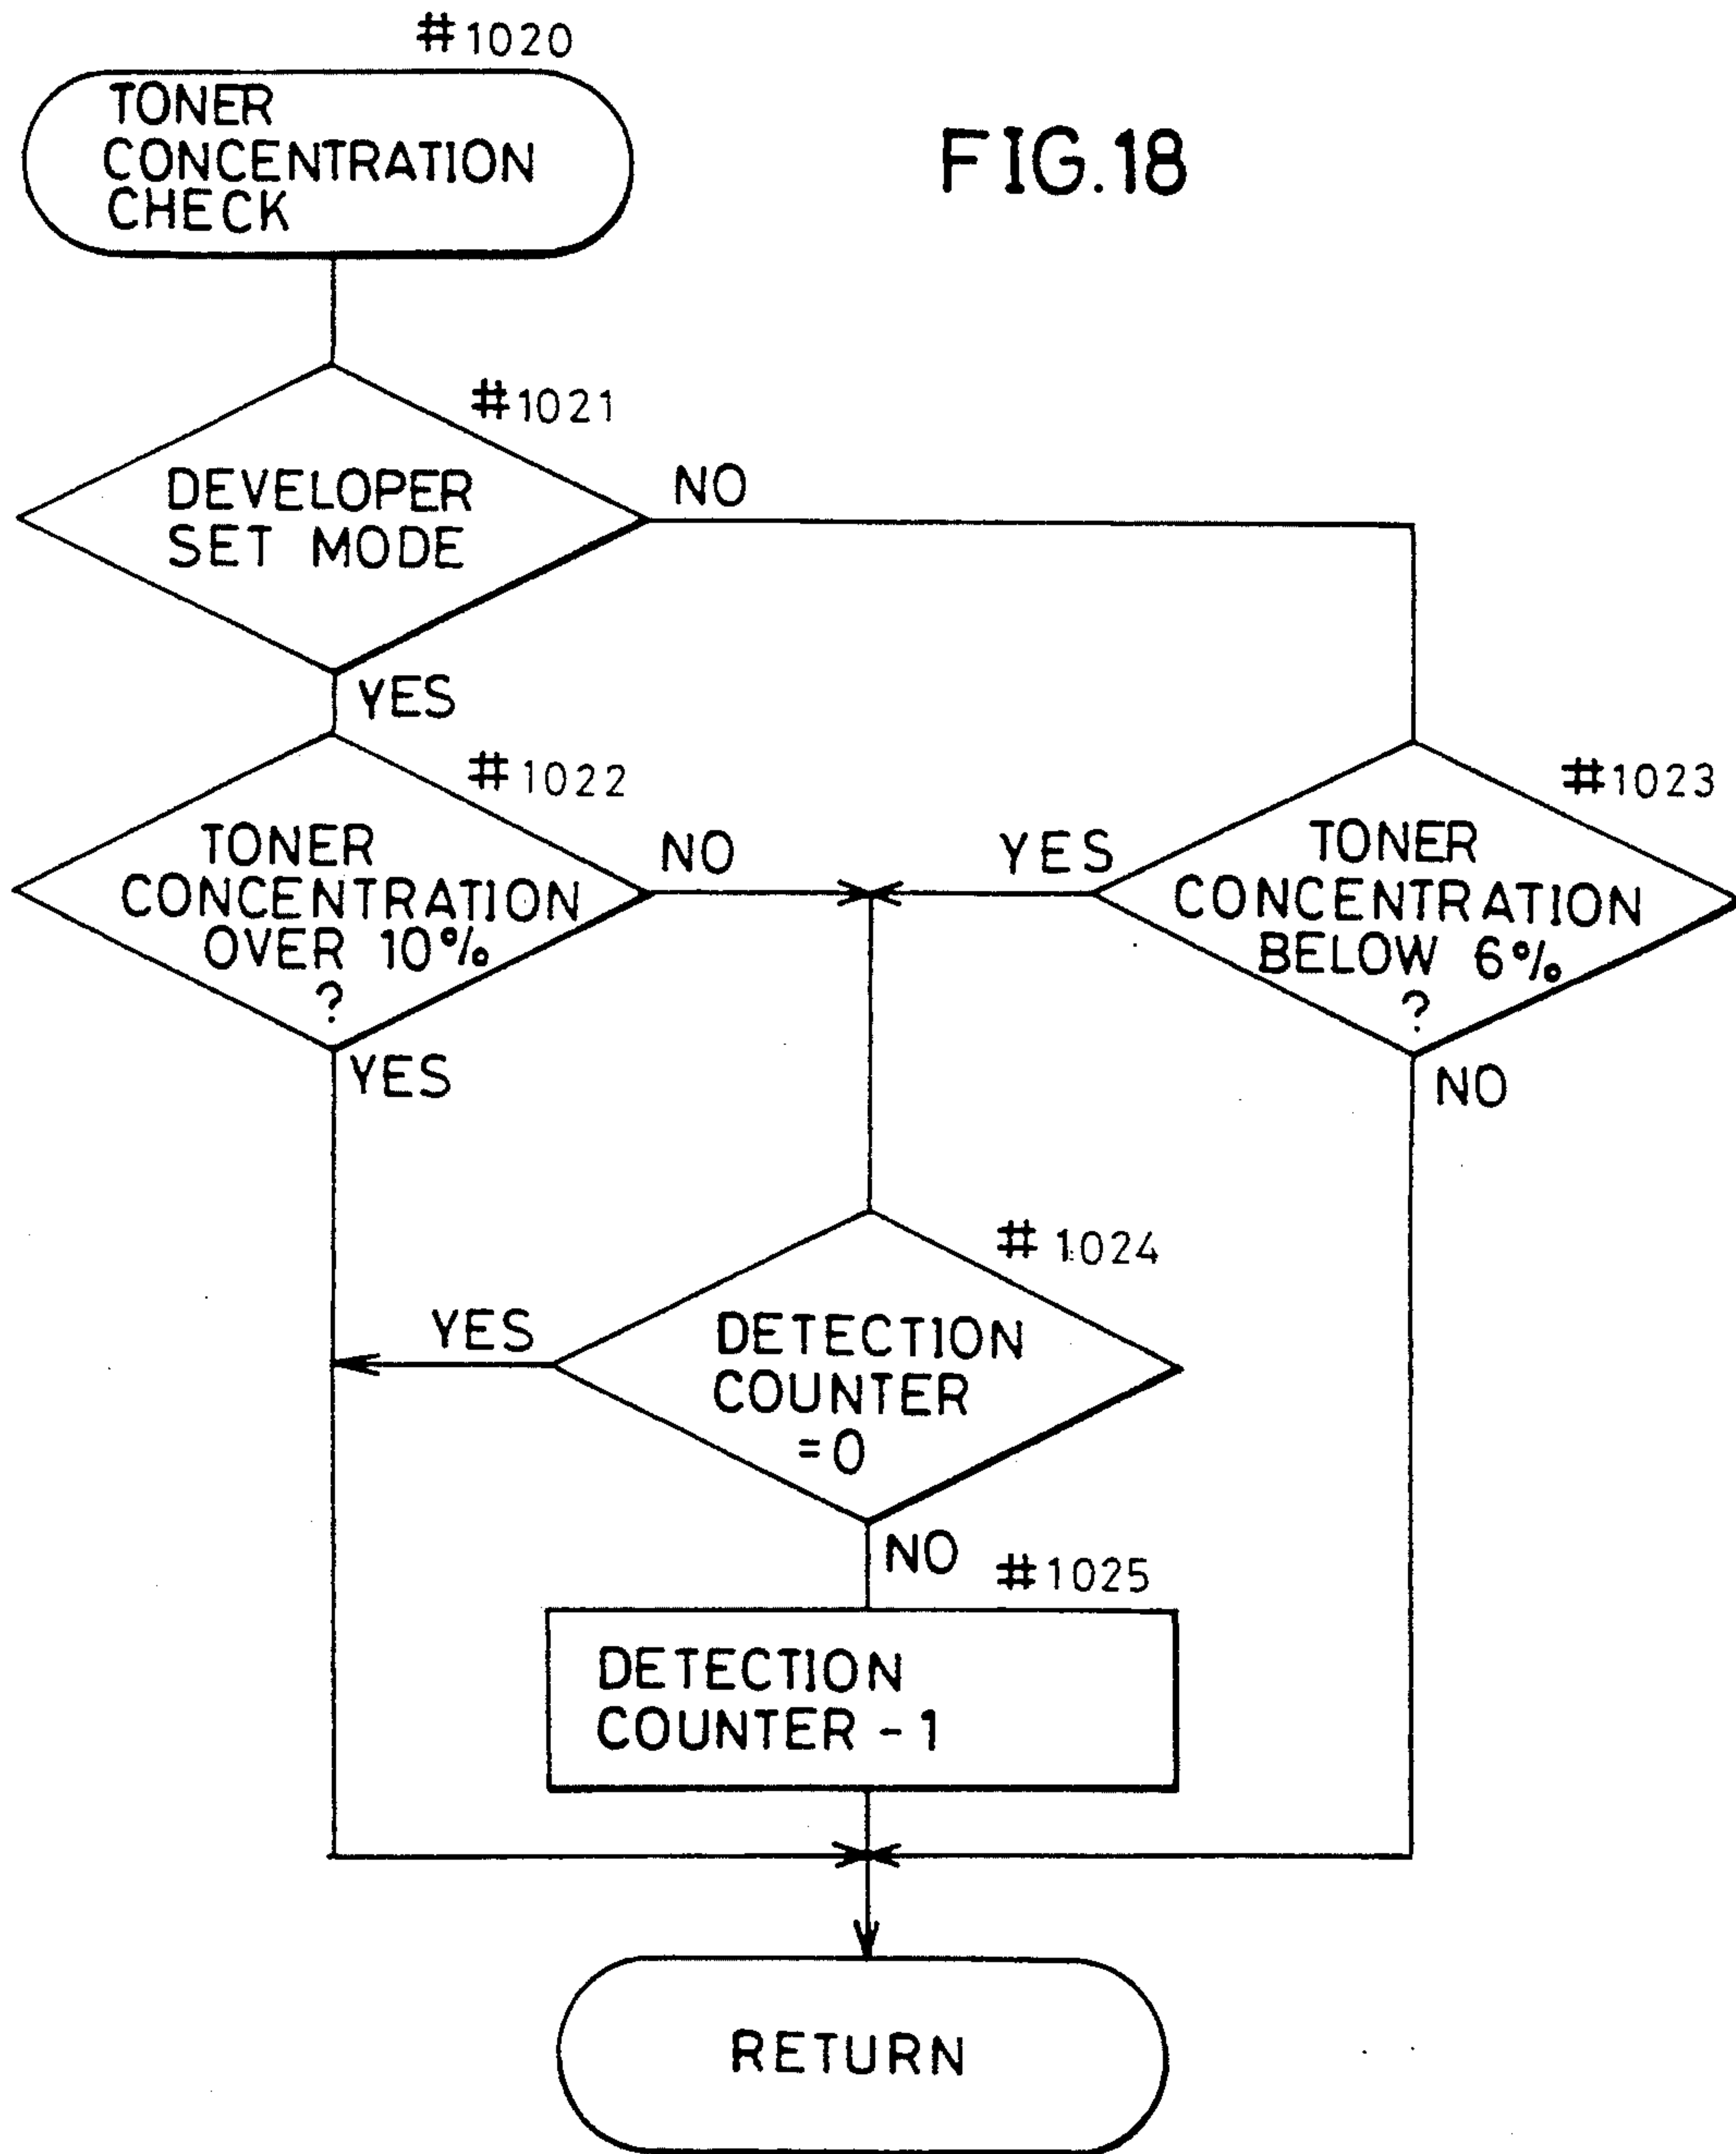 #1020
TONER
CONCENTRATION
CHECK
FIG.18
#1021
DEVELOPER
SET MODE
NO
YES
#1022
TONER
CONCENTRATION
OVER 10%
?
NO
YES
#1023
TONER
CONCENTRATION
BELOW 6%
?
YES
NO
#1024
DETECTION
COUNTER
=0
YES
NO
#1025
DETECTION
COUNTER -1
RETURN